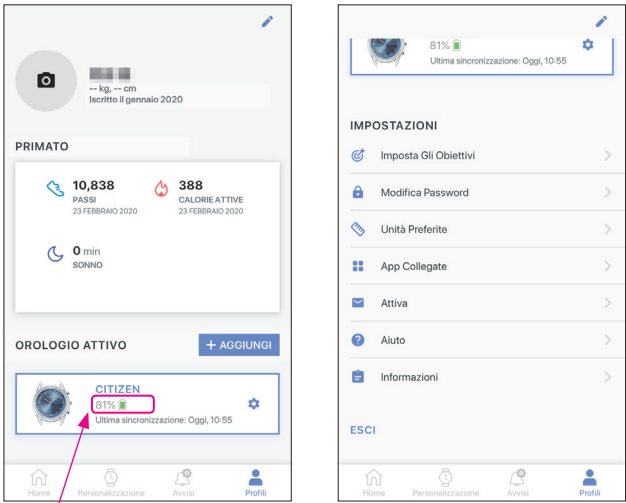 -- kg, -- cm
Iscritto il gennaio 2020
PRIMATO
10,838
PASSI
23 FEBBRAIO 2020
388
CALORIE ATTIVE
23 FEBBRAIO 2020
0 min
SONNO
OROLOGIO ATTIVO
+ AGGIUNGI
CITIZEN
81%
Ultima sincronizzazione: Oggi, 10:55
Home
Personalizzazione
Avvisi
Profili
81%
Ultima sincronizzazione: Oggi, 10:55
IMPOSTAZIONI
Imposta Gli Obiettivi
Modifica Password
Unità Preferite
App Collegate
Attiva
Aiuto
Informazioni
ESCI
Home
Personalizzazione
Avvisi
Profili